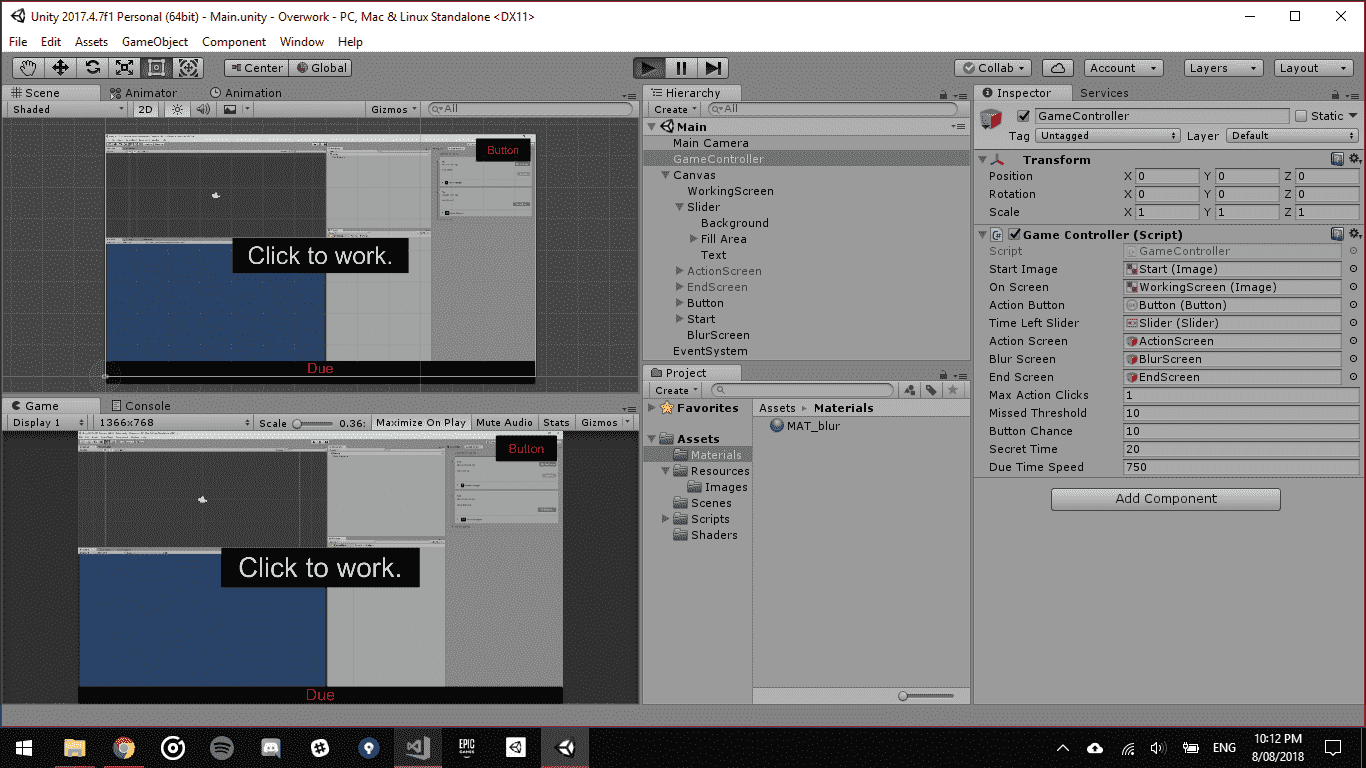 Unity 2017.4.7f1 Personal (64bit) - Main.unity - Overwork - PC, Mac & Linux Standalone <DX11>
File Edit Assets GameObject Component Window Help
Center Global Collab Account Layers Layout
Scene Animator Animation
Shaded 2D Gizmos All
Button
Click to work.
Due
Game Console
Display 1 1366x768 Scale 0.36: Maximize On Play Mute Audio Stats Gizmos
Button
Click to work.
Due
Hierarchy
Create All
Main
Main Camera
GameController
Canvas
WorkingScreen
Slider
Background
Fill Area
Text
ActionScreen
EndScreen
Button
Start
BlurScreen
EventSystem
Project
Create
Favorites
Assets
Materials
Resources
Images
Scenes
Scripts
Shaders
Assets Materials
MAT_blur
Inspector Services
GameController Static
Tag Untagged Layer Default
Transform
Position X 0 Y 0 Z 0
Rotation X 0 Y 0 Z 0
Scale X 1 Y 1 Z 1
Game Controller (Script)
Script GameController
Start Image Start (Image)
On Screen WorkingScreen (Image)
Action Button Button (Button)
Time Left Slider Slider (Slider)
Action Screen ActionScreen
Blur Screen BlurScreen
End Screen EndScreen
Max Action Clicks 1
Missed Threshold 10
Button Chance 10
Secret Time 20
Due Time Speed 750
Add Component
EPIC
GAMES
ENG
10:12 PM
8/08/2018